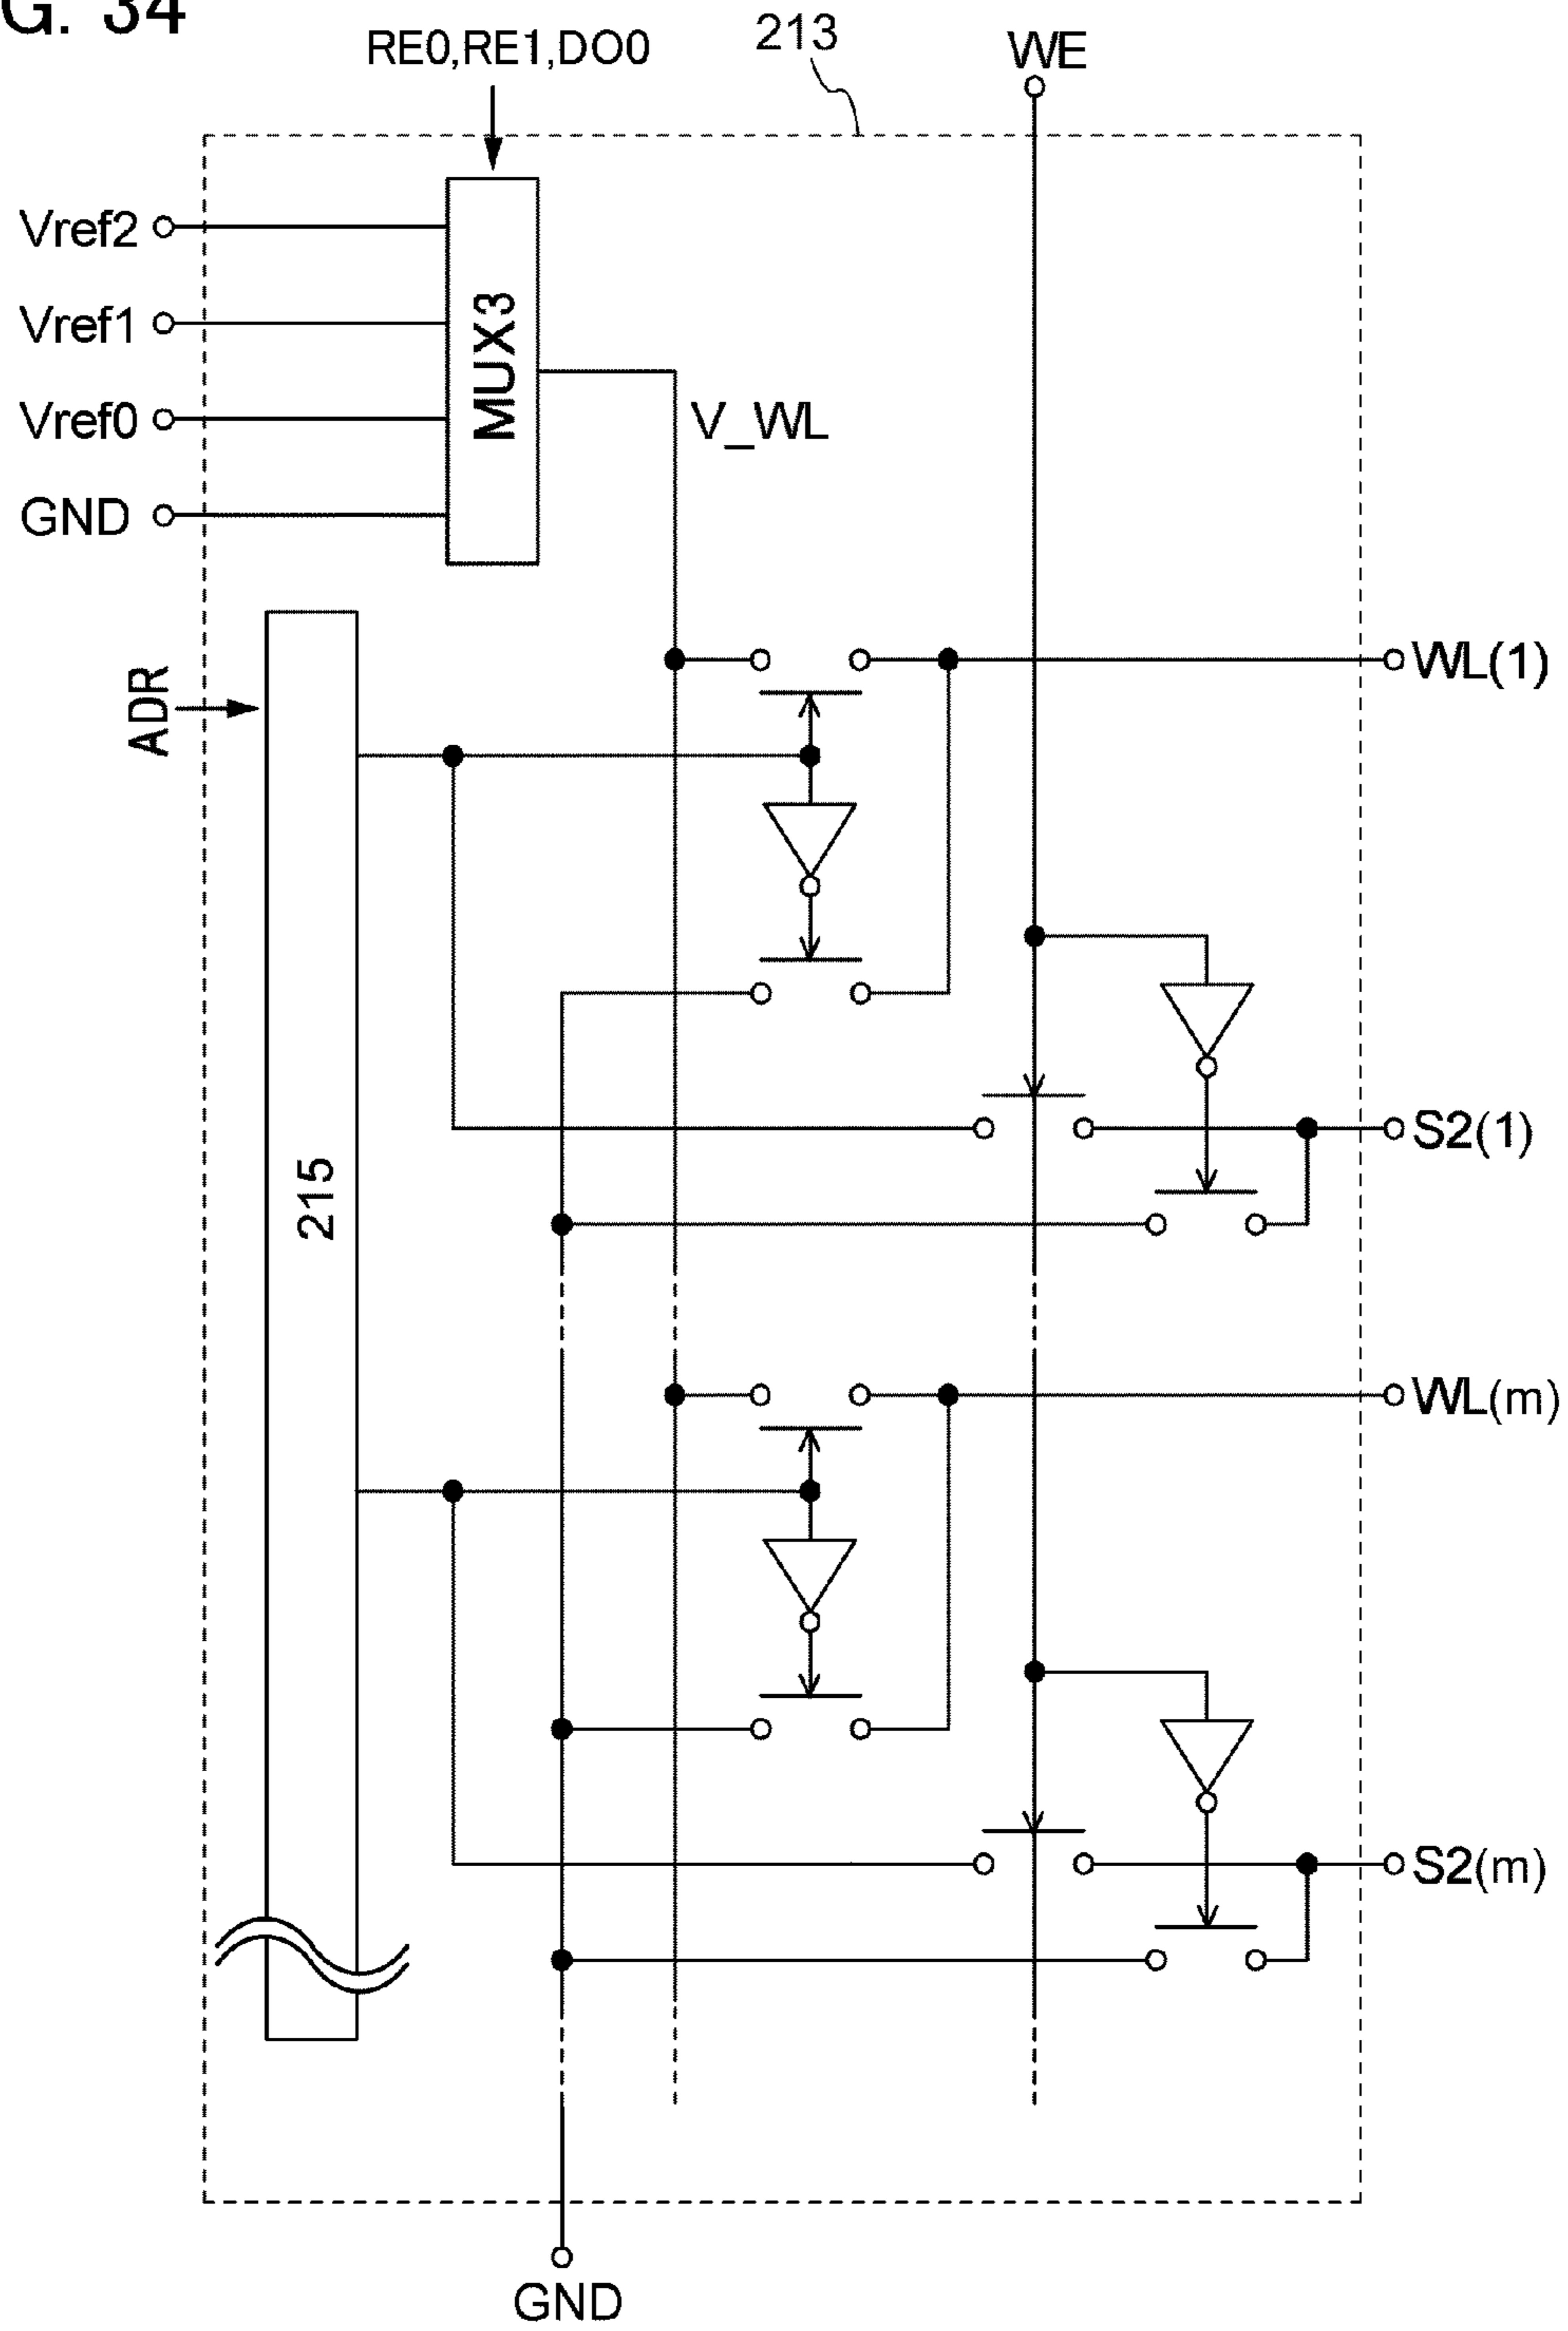 G. 34
RE0,RE1,DO0
213
WE
Vref2
Vref1
Vref0
GND
MUX3
V_WL
ADR
215
WL(1)
S2(1)
WL(m)
S2(m)
GND